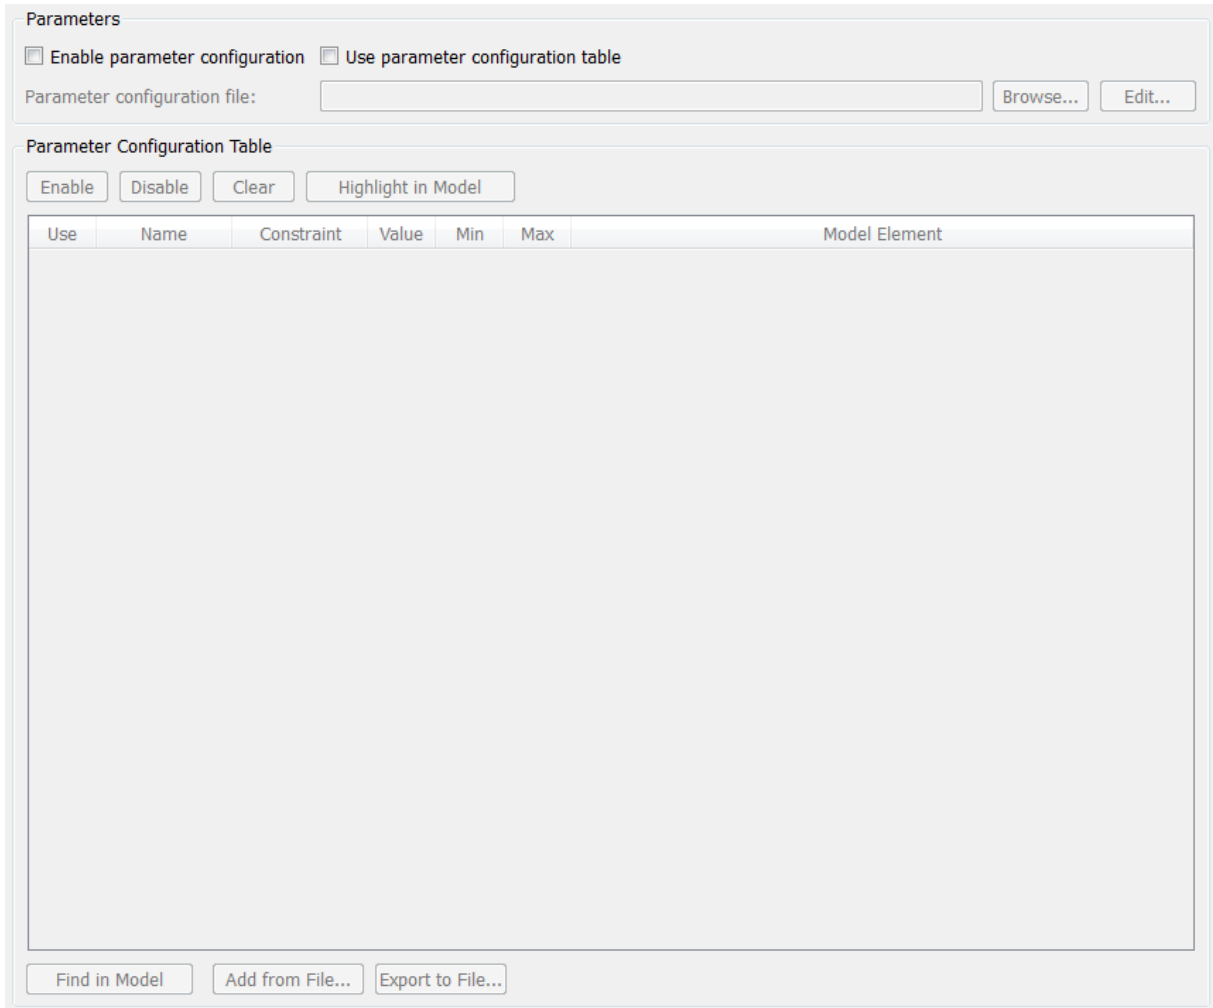 Parameters
Enable parameter configuration Use parameter configuration table
Parameter configuration file: Browse... Edit...
Parameter Configuration Table
Enable Disable Clear Highlight in Model
Use Name Constraint Value Min Max Model Element
Find in Model Add from File... Export to File...